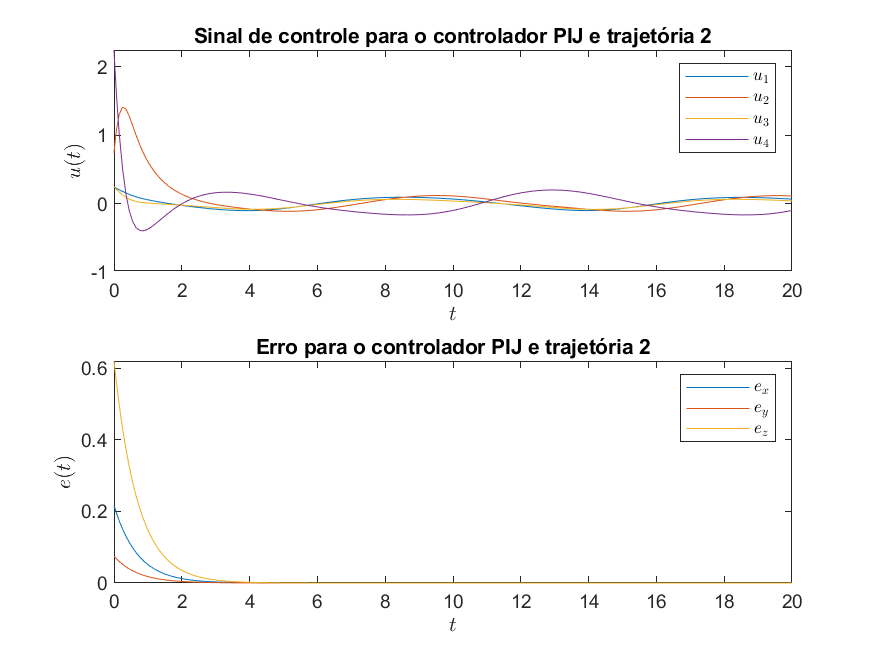 Sinal de controle para o controlador PIJ e trajetória 2
u(t)
2
1
0
-1
u₁
u₂
u₃
u₄
0 2 4 6 8 10 12 14 16 18 20
t
Erro para o controlador PIJ e trajetória 2
e(t)
0.6
0.4
0.2
0
eₓ
e_y
e_z
0 2 4 6 8 10 12 14 16 18 20
t